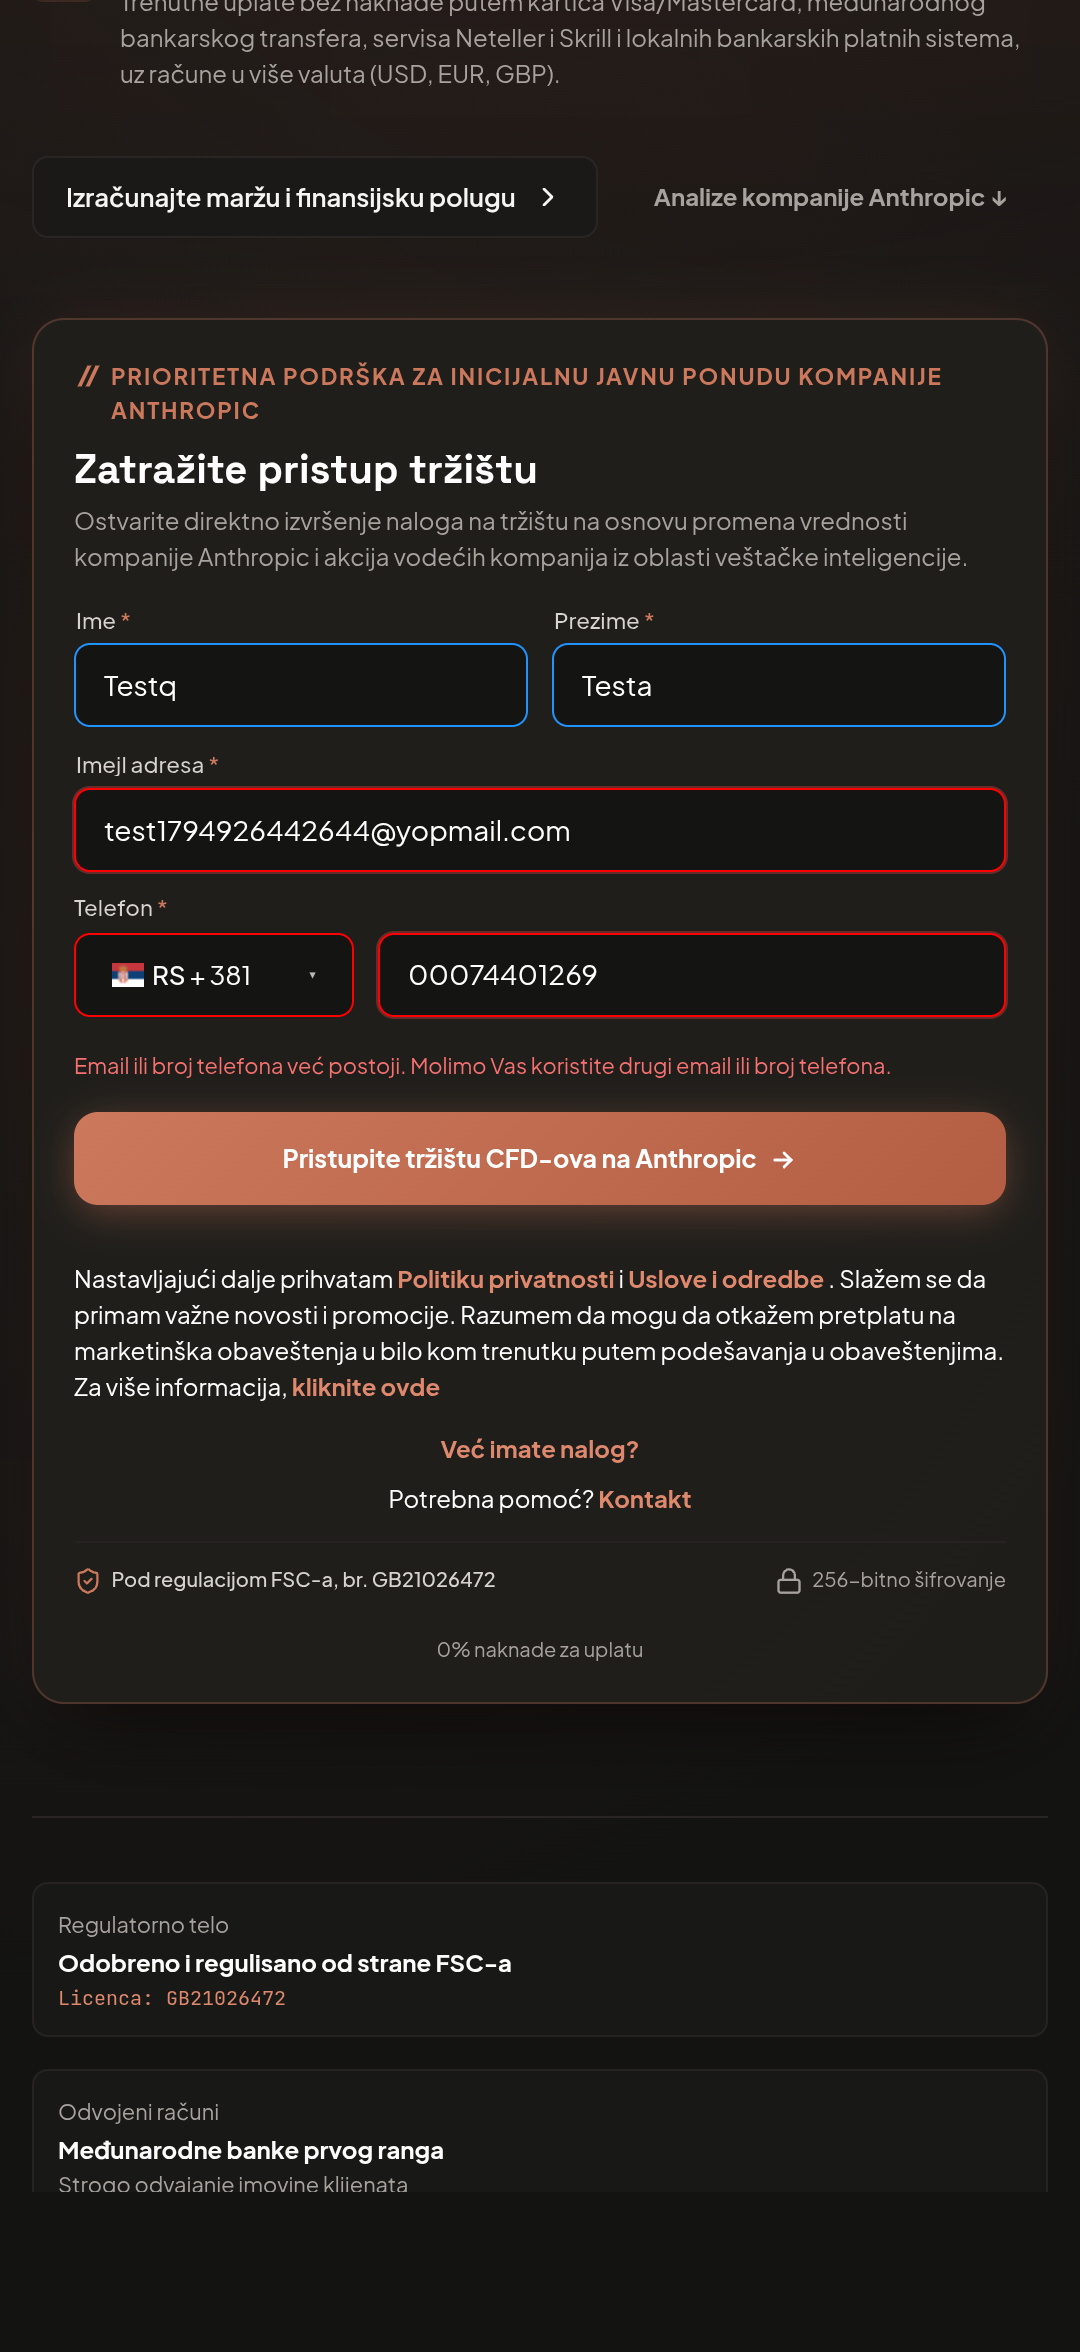 Trenutne uplate bez naknade putem kartica Visa/Mastercard, međunarodnog
bankarskog transfera, servisa Neteller i Skrill i lokalnih bankarskih platnih sistema,
uz račune u više valuta (USD, EUR, GBP).
Izračunajte maržu i finansijsku polugu
Analize kompanije Anthropic ↓
// PRIORITETNA PODRŠKA ZA INICIJALNU JAVNU PONUDU KOMPANIJE
ANTHROPIC
Zatražite pristup tržištu
Ostvarite direktno izvršenje naloga na tržištu na osnovu promena vrednosti
kompanije Anthropic i akcija vodećih kompanija iz oblasti veštačke inteligencije.
Ime * Prezime *
Testq Testa
Imejl adresa *
test1794926442644@yopmail.com
Telefon *
RS + 381 00074401269
Email ili broj telefona već postoji. Molimo Vas koristite drugi email ili broj telefona.
Pristupite tržištu CFD-ova na Anthropic →
Nastavljajući dalje prihvatam Politiku privatnosti i Uslove i odredbe . Slažem se da
primam važne novosti i promocije. Razumem da mogu da otkažem pretplatu na
marketinška obaveštenja u bilo kom trenutku putem podešavanja u obaveštenjima.
Za više informacija, kliknite ovde
Već imate nalog?
Potrebna pomoć? Kontakt
Pod regulacijom FSC-a, br. GB21026472
256-bitno šifrovanje
0% naknade za uplatu
Regulatorno telo
Odobreno i regulisano od strane FSC-a
Licenca: GB21026472
Odvojeni računi
Međunarodne banke prvog ranga
Strogo odvajanje imovine klijenata